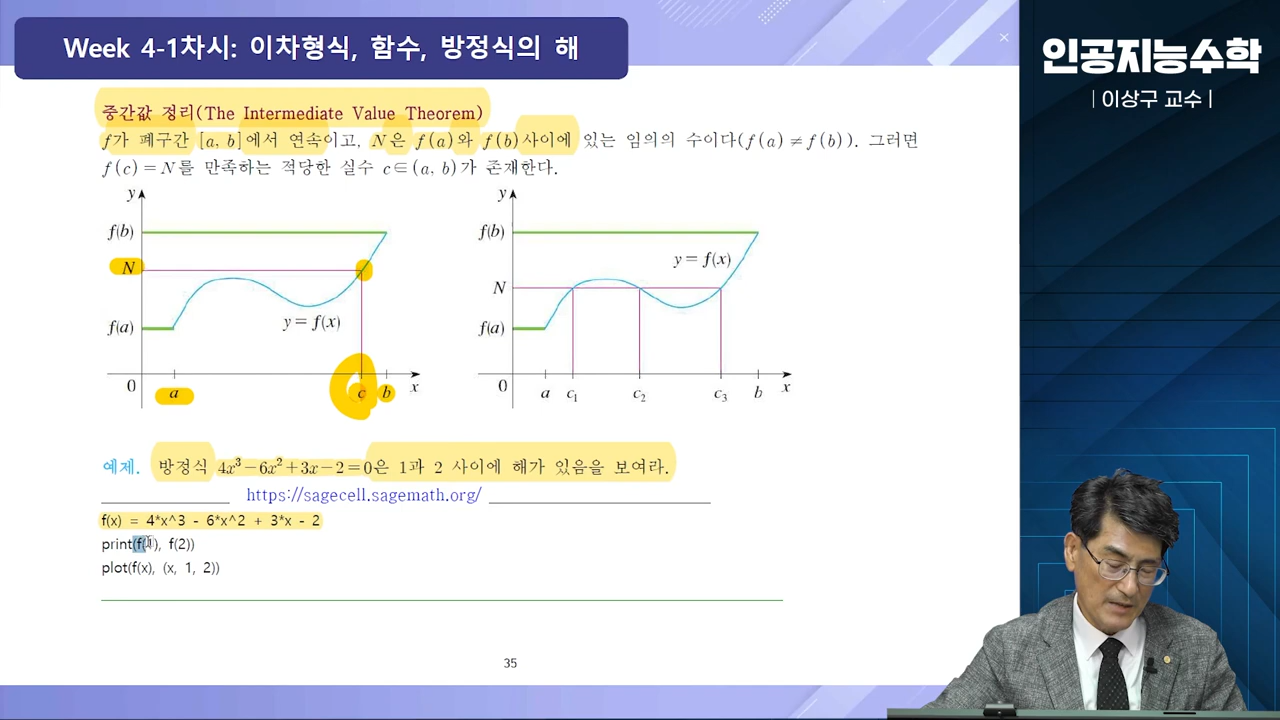 Week 4-1차시: 이차형식, 함수, 방정식의 해
인공지능수학
| 이상구 교수 |
중간값 정리(The Intermediate Value Theorem)
f가 폐구간 [a, b]에서 연속이고, N은 f(a)와 f(b)사이에 있는 임의의 수이다(f(a)≠f(b)). 그러면
f(c)=N를 만족하는 적당한 실수 c∈(a, b)가 존재한다.
y
f(b)
N
f(a)
y=f(x)
0
a
c
b
x
y
f(b)
y=f(x)
N
f(a)
0
a
c₁
c₂
c₃
b
x
예제. 방정식 4x³−6x²+3x−2=0은 1과 2 사이에 해가 있음을 보여라.
https://sagecell.sagemath.org/
f(x) = 4*x^3 - 6*x^2 + 3*x - 2
print(f(1), f(2))
plot(f(x), (x, 1, 2))
35